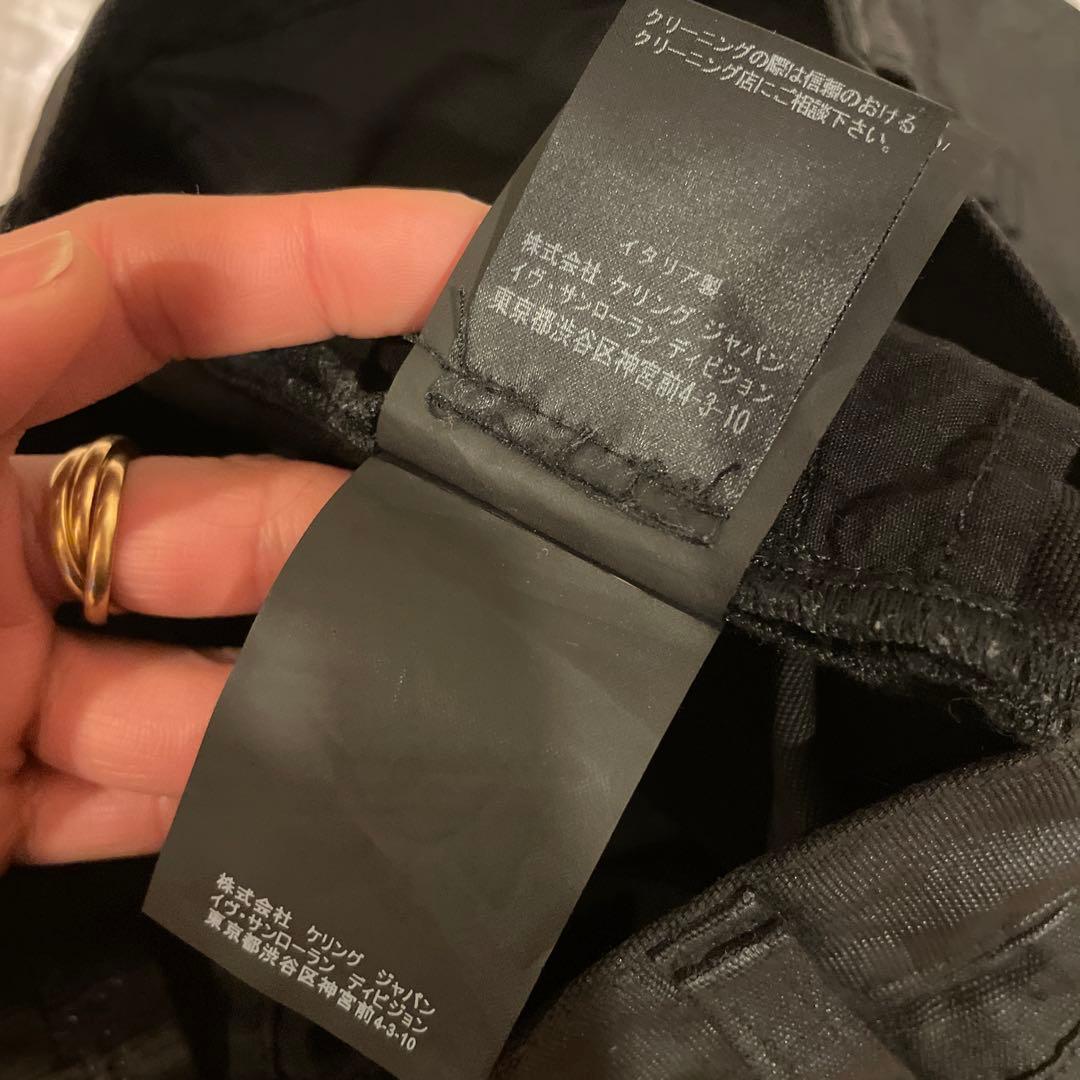 クリーニングの際は信頼のおける
クリーニング店にご相談下さい。
イタリア製
株式会社 ケリング ジャパン
イヴ・サンローラン ディビジョン
東京都渋谷区神宮前4-3-10
株式会社 ケリング ジャパン
イヴ・サンローラン ディビジョン
東京都渋谷区神宮前4-3-10